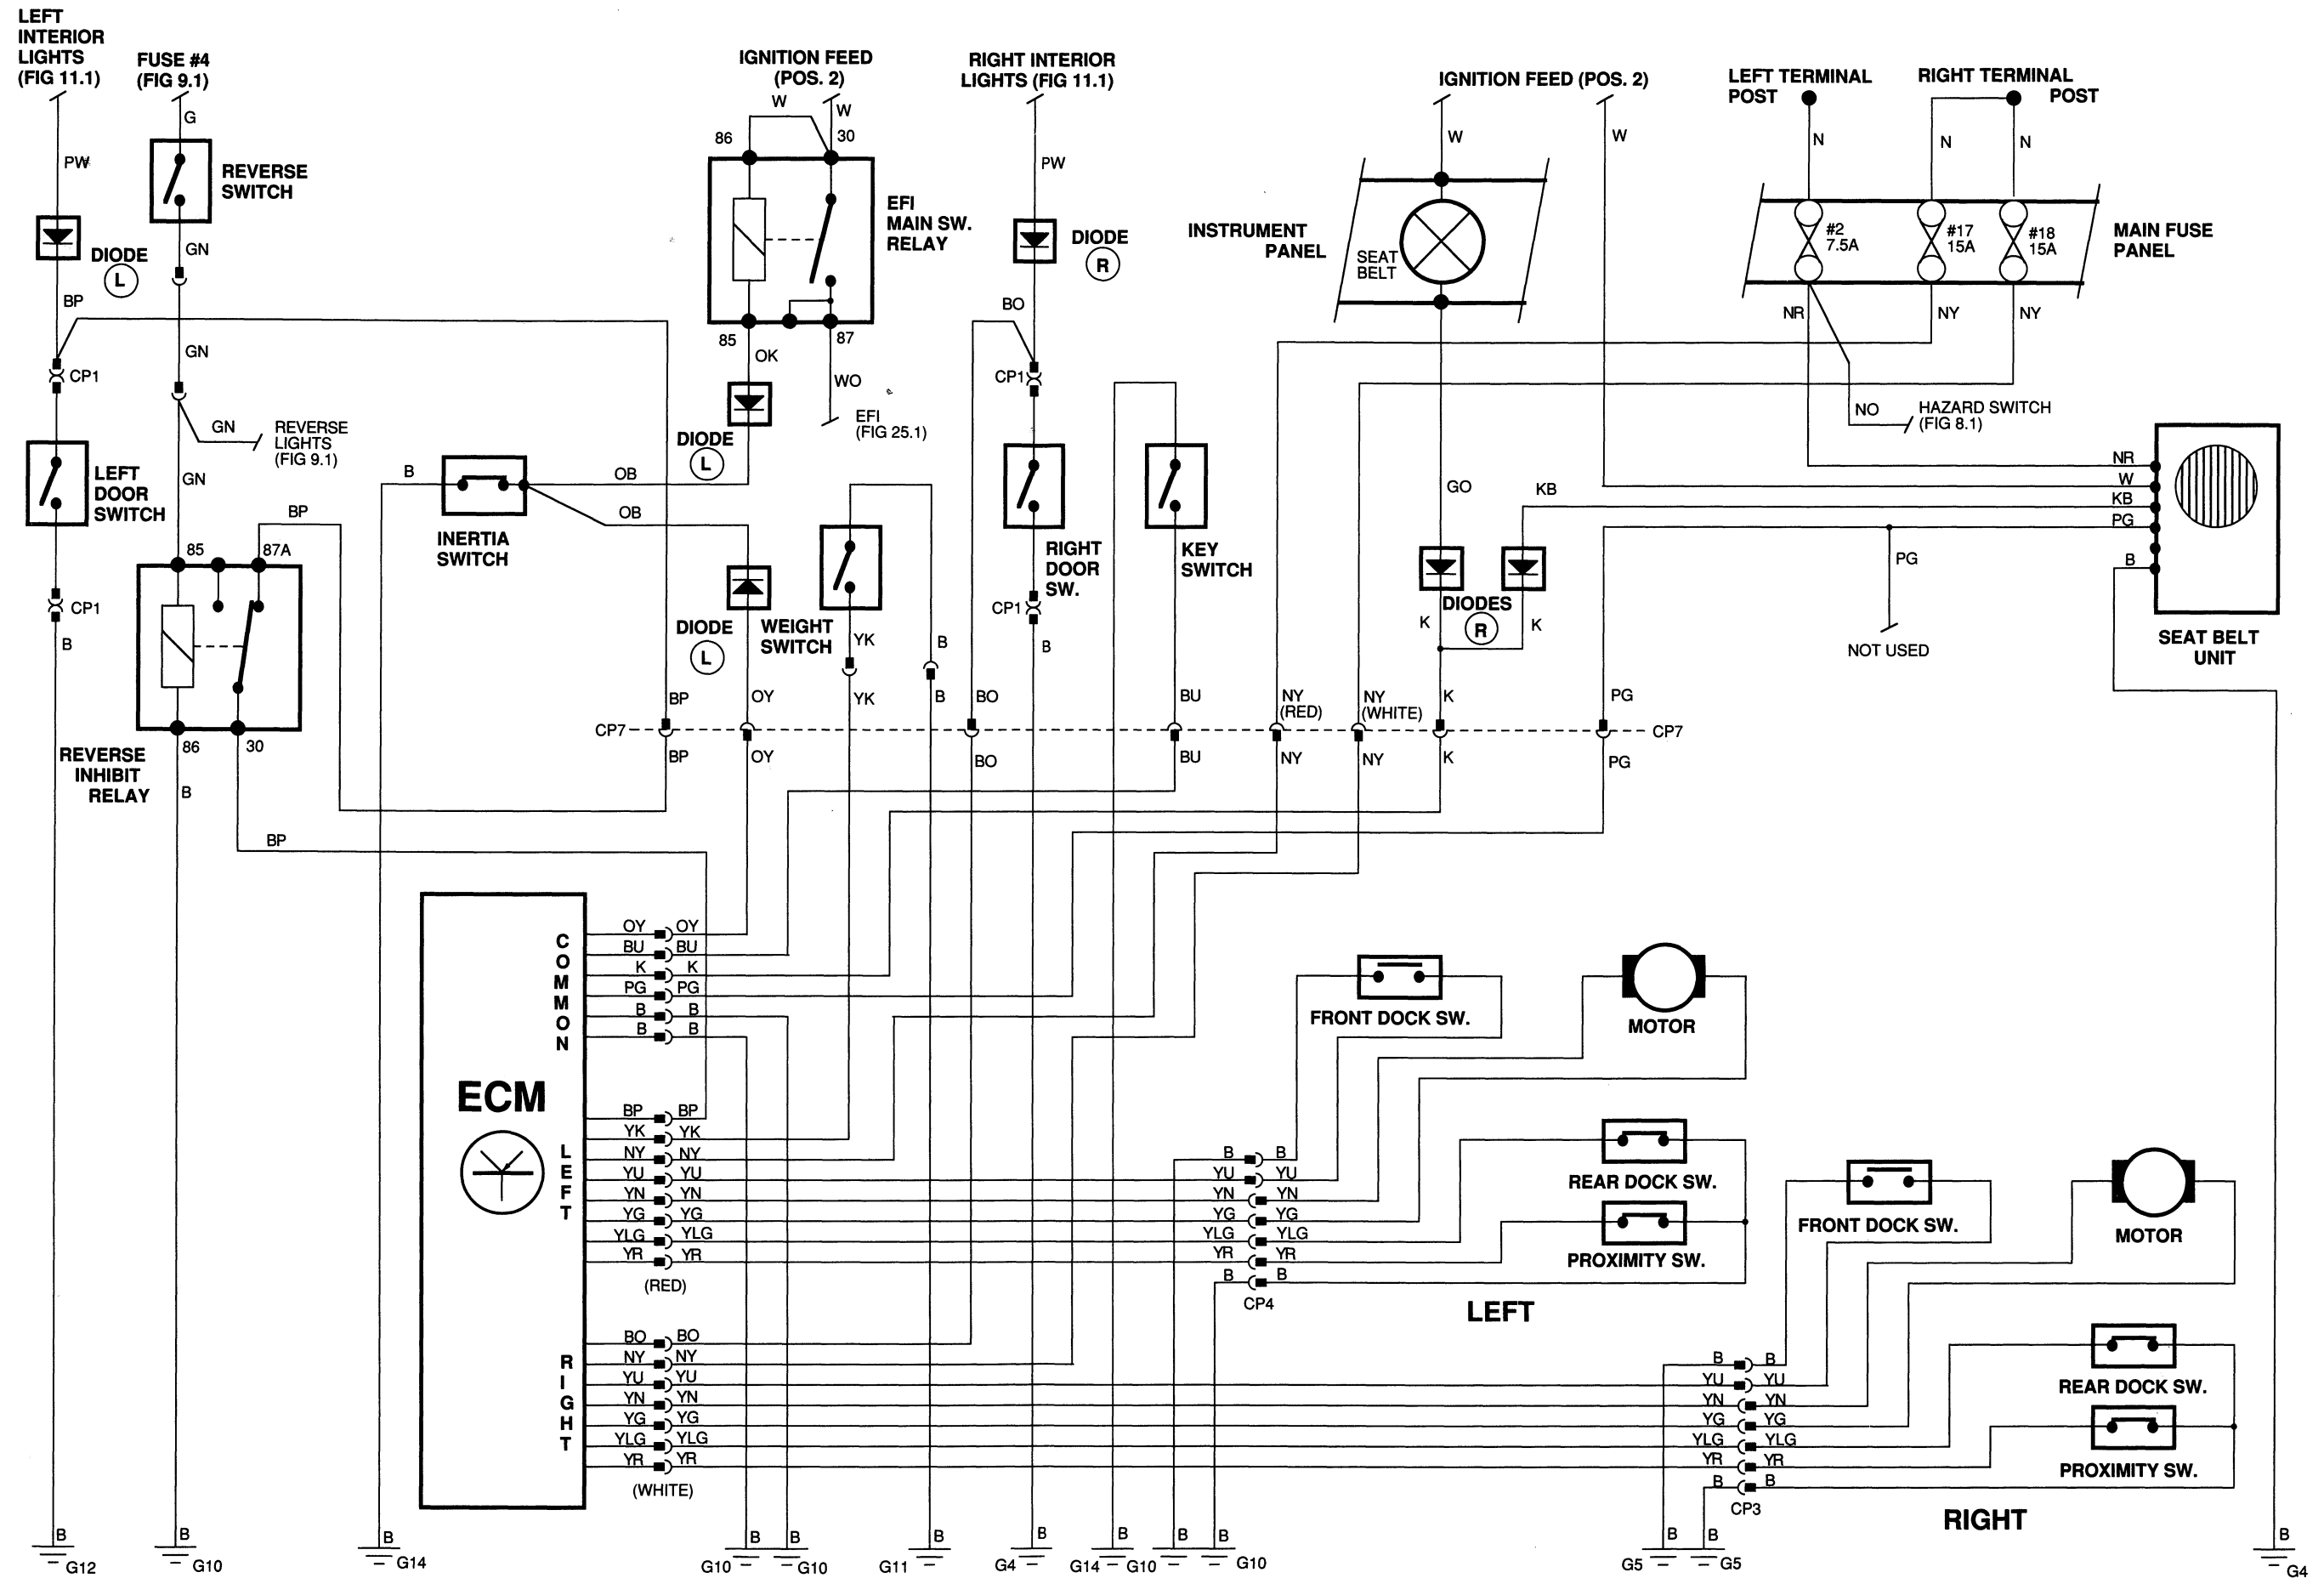 LEFT
INTERIOR
LIGHTS
(FIG 11.1)
FUSE #4
(FIG 9.1)
IGNITION FEED
(POS. 2)
RIGHT INTERIOR
LIGHTS (FIG 11.1)
IGNITION FEED (POS. 2)
LEFT TERMINAL
POST
RIGHT TERMINAL
POST
G
W
W
86
30
W
W
N
N
N
PW
REVERSE
SWITCH
PW
EFI
MAIN SW.
RELAY
INSTRUMENT
PANEL
SEAT
BELT
#2
7.5A
#17
15A
#18
15A
MAIN FUSE
PANEL
GN
DIODE
L
DIODE
R
BP
BO
NR
NY
NY
85
87
GN
OK
CP1
CP1
WO
EFI
(FIG 25.1)
NO
HAZARD SWITCH
(FIG 8.1)
GN
REVERSE
LIGHTS
(FIG 9.1)
DIODE
L
LEFT
DOOR
SWITCH
GN
B
OB
OB
INERTIA
SWITCH
BP
85
87A
GO
KB
NR
W
KB
PG
B
PG
RIGHT
DOOR
SW.
KEY
SWITCH
CP1
B
DIODE
L
WEIGHT
SWITCH
YK
B
CP1
B
DIODES
R
K
K
NOT USED
SEAT BELT
UNIT
BP
OY
YK
B
BO
BU
NY
(RED)
NY
(WHITE)
K
PG
CP7
CP7
BP
OY
BO
BU
NY
NY
K
PG
86
30
REVERSE
INHIBIT
RELAY
B
BP
ECM
COMMON
OY OY
BU BU
K K
PG PG
B B
B B
LEFT
BP BP
YK YK
NY NY
YU YU
YN YN
YG YG
YLG YLG
YR YR
(RED)
RIGHT
BO BO
NY NY
YU YU
YN YN
YG YG
YLG YLG
YR YR
(WHITE)
FRONT DOCK SW.
MOTOR
REAR DOCK SW.
PROXIMITY SW.
B B
YU YU
YN YN
YG YG
YLG YLG
YR YR
B B
CP4
LEFT
FRONT DOCK SW.
MOTOR
REAR DOCK SW.
PROXIMITY SW.
B B
YU YU
YN YN
YG YG
YLG YLG
YR YR
B B
CP3
RIGHT
B
G12
B
G10
B
G14
B
G10
B
G10
B
G11
B
G4
B
G14
B
G10
B
G10
B
G5
B
G5
B
G4